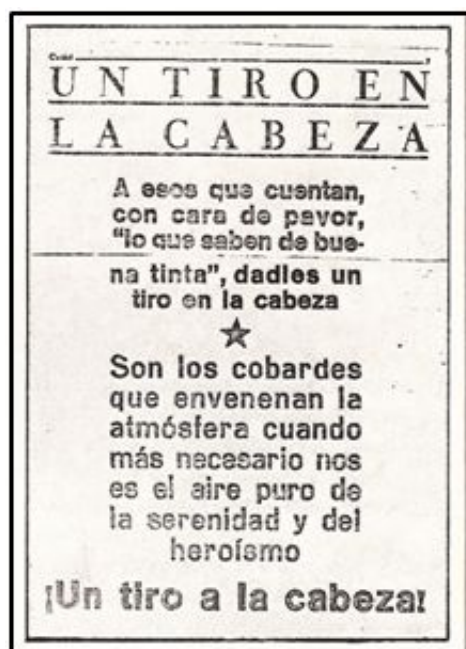 UN TIRO EN
LA CABEZA
A esos que cuentan,
con cara de pavor,
"lo que saben de bue-
na tinta", dadles un
tiro en la cabeza
Son los cobardes
que envenenan la
atmósfera cuando
más necesario nos
es el aire puro de
la serenidad y del
heroísmo
¡Un tiro a la cabeza!